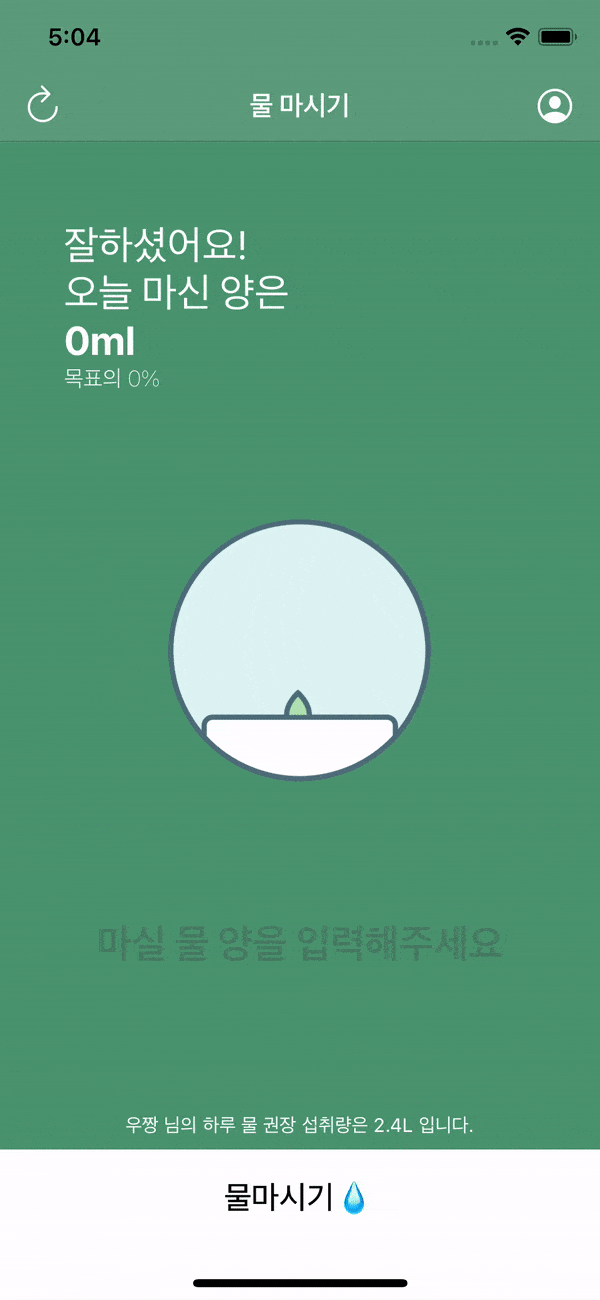 5:04
물 마시기
잘하셨어요!
오늘 마신 양은
0ml
목표의 0%
마실 물 양을 입력해주세요
우짱 님의 하루 물 권장 섭취량은 2.4L 입니다.
물마시기💧